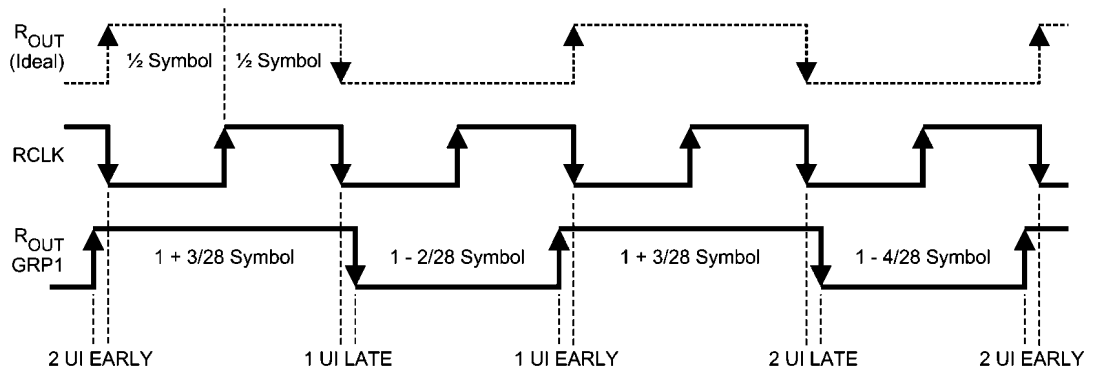 R_OUT
(Ideal)
½ Symbol
½ Symbol
RCLK
R_OUT
GRP1
1 + 3/28 Symbol
1 - 2/28 Symbol
1 + 3/28 Symbol
1 - 4/28 Symbol
2 UI EARLY
1 UI LATE
1 UI EARLY
2 UI LATE
2 UI EARLY